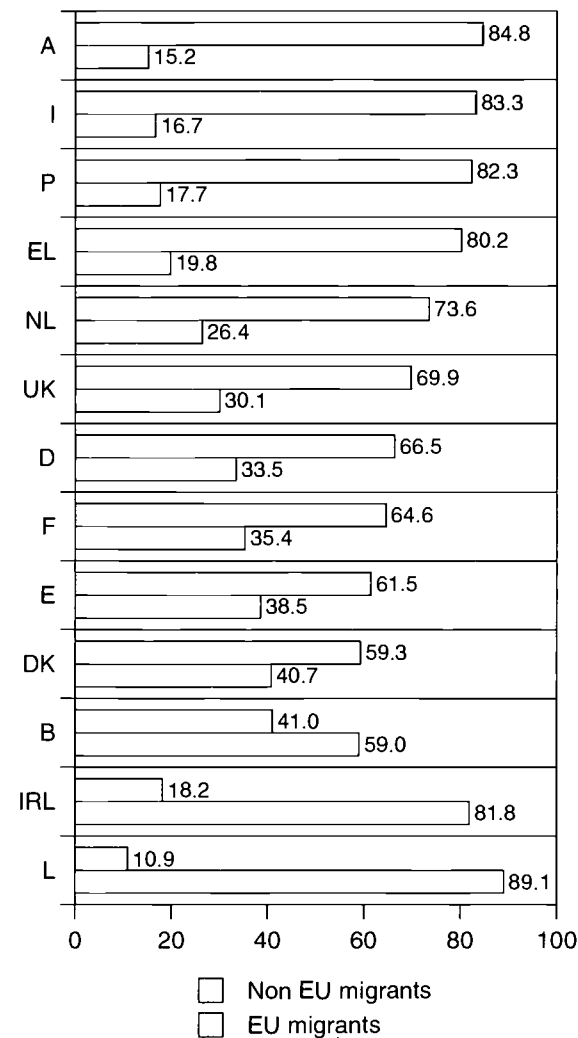 A 84.8
15.2
I 83.3
16.7
P 82.3
17.7
EL 80.2
19.8
NL 73.6
26.4
UK 69.9
30.1
D 66.5
33.5
F 64.6
35.4
E 61.5
38.5
DK 59.3
40.7
B 41.0
59.0
IRL 18.2
81.8
L 10.9
89.1
0 20 40 60 80 100
Non EU migrants
EU migrants